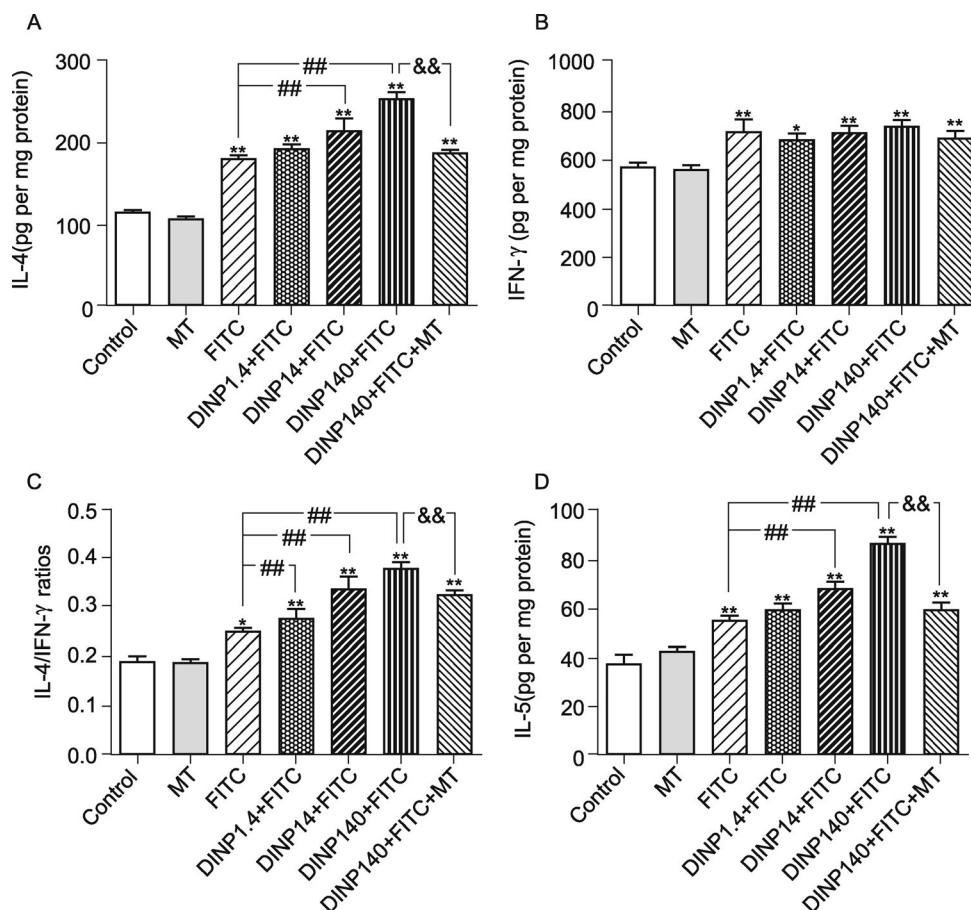 A
IL-4(pg per mg protein)
300
200
100
0
##
&&
##
**
**
**
**
**
Control
MT
FITC
DINP1.4+FITC
DINP14+FITC
DINP140+FITC
DINP140+FITC+MT
B
IFN-γ (pg per mg protein)
1000
800
600
400
200
0
**
*
**
**
**
Control
MT
FITC
DINP1.4+FITC
DINP14+FITC
DINP140+FITC
DINP140+FITC+MT
C
IL-4/IFN-γ ratios
0.5
0.4
0.3
0.2
0.1
0.0
##
&&
##
##
*
**
**
**
**
Control
MT
FITC
DINP1.4+FITC
DINP14+FITC
DINP140+FITC
DINP140+FITC+MT
D
IL-5(pg per mg protein)
100
80
60
40
20
0
##
&&
##
**
**
**
**
**
Control
MT
FITC
DINP1.4+FITC
DINP14+FITC
DINP140+FITC
DINP140+FITC+MT